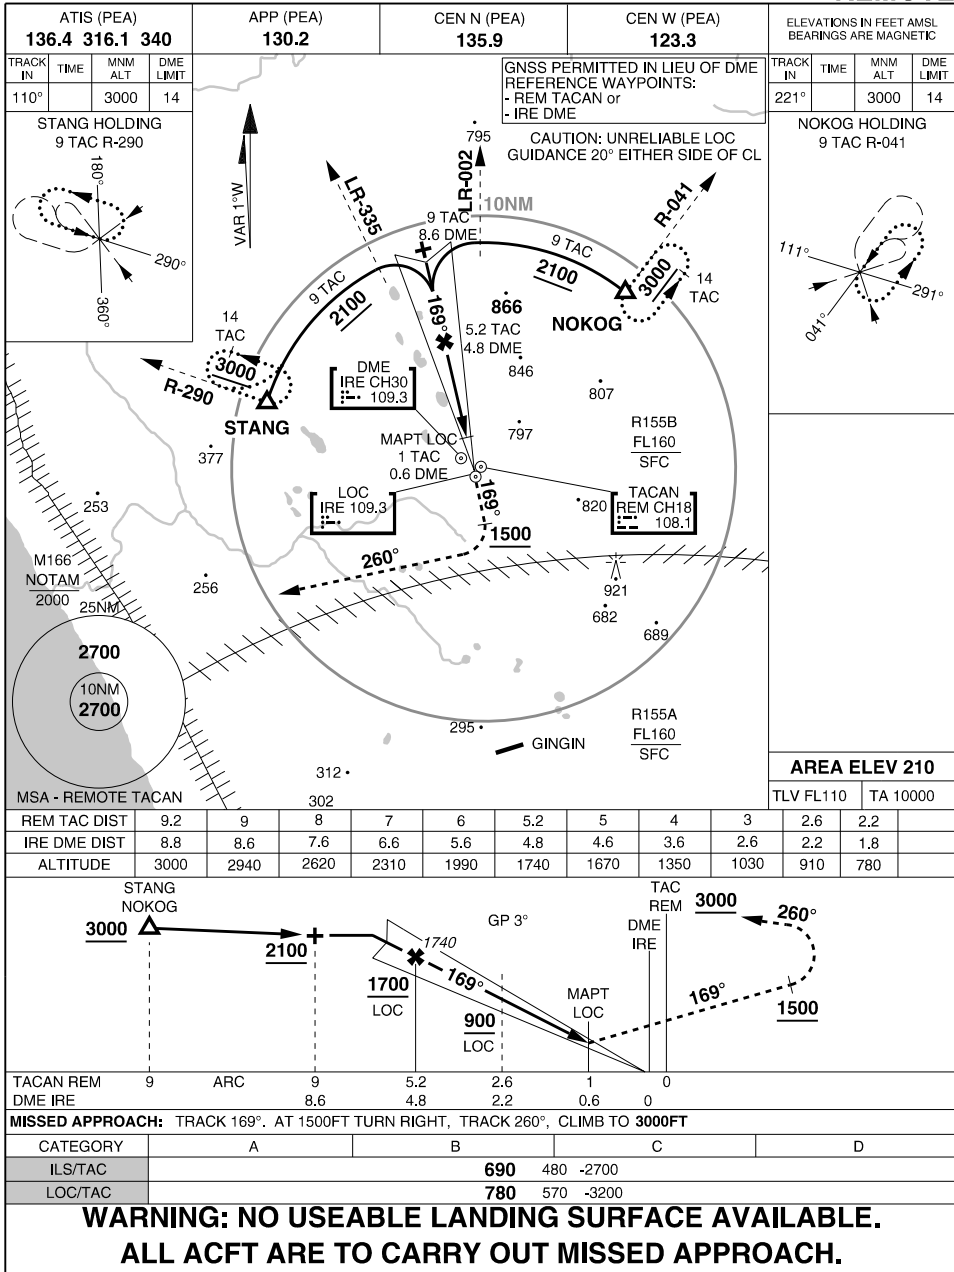 ATIS (PEA)
136.4 316.1 340
APP (PEA)
130.2
CEN N (PEA)
135.9
CEN W (PEA)
123.3
ELEVATIONS IN FEET AMSL
BEARINGS ARE MAGNETIC
TRACK IN
TIME
MNM ALT
DME LIMIT
110°
3000
14
STANG HOLDING
9 TAC R-290
180°
290°
360°
TRACK IN
TIME
MNM ALT
DME LIMIT
221°
3000
14
NOKOG HOLDING
9 TAC R-041
111°
291°
041°
GNSS PERMITTED IN LIEU OF DME
REFERENCE WAYPOINTS:
- REM TACAN or
- IRE DME
CAUTION: UNRELIABLE LOC
GUIDANCE 20° EITHER SIDE OF CL
VAR 1°W
795
LR-335
LR-002
R-041
10NM
9 TAC
8.6 DME
9 TAC
2100
9 TAC
2100
3000
14
TAC
NOKOG
169°
866
5.2 TAC
4.8 DME
846
14
TAC
3000
R-290
STANG
DME
IRE CH30
109.3
807
797
R155B
FL160
SFC
377
MAPT LOC
1 TAC
0.6 DME
253
LOC
IRE 109.3
169°
820
TACAN
REM CH18
108.1
1500
260°
M166
NOTAM
2000
256
921
682
689
25NM
2700
10NM
2700
MSA - REMOTE TACAN
295
GINGIN
R155A
FL160
SFC
312
302
AREA ELEV 210
TLV FL110
TA 10000
REM TAC DIST 9.2 9 8 7 6 5.2 5 4 3 2.6 2.2
IRE DME DIST 8.8 8.6 7.6 6.6 5.6 4.8 4.6 3.6 2.6 2.2 1.8
ALTITUDE 3000 2940 2620 2310 1990 1740 1670 1350 1030 910 780
STANG
NOKOG
3000
2100
1740
GP 3°
169°
1700
LOC
900
LOC
MAPT
LOC
TAC
REM
DME
IRE
3000
260°
169°
1500
TACAN REM 9 ARC 9 5.2 2.6 1 0
DME IRE 8.6 4.8 2.2 0.6 0
MISSED APPROACH: TRACK 169°. AT 1500FT TURN RIGHT, TRACK 260°, CLIMB TO 3000FT
CATEGORY A B C D
ILS/TAC 690 480 -2700
LOC/TAC 780 570 -3200
WARNING: NO USEABLE LANDING SURFACE AVAILABLE.
ALL ACFT ARE TO CARRY OUT MISSED APPROACH.